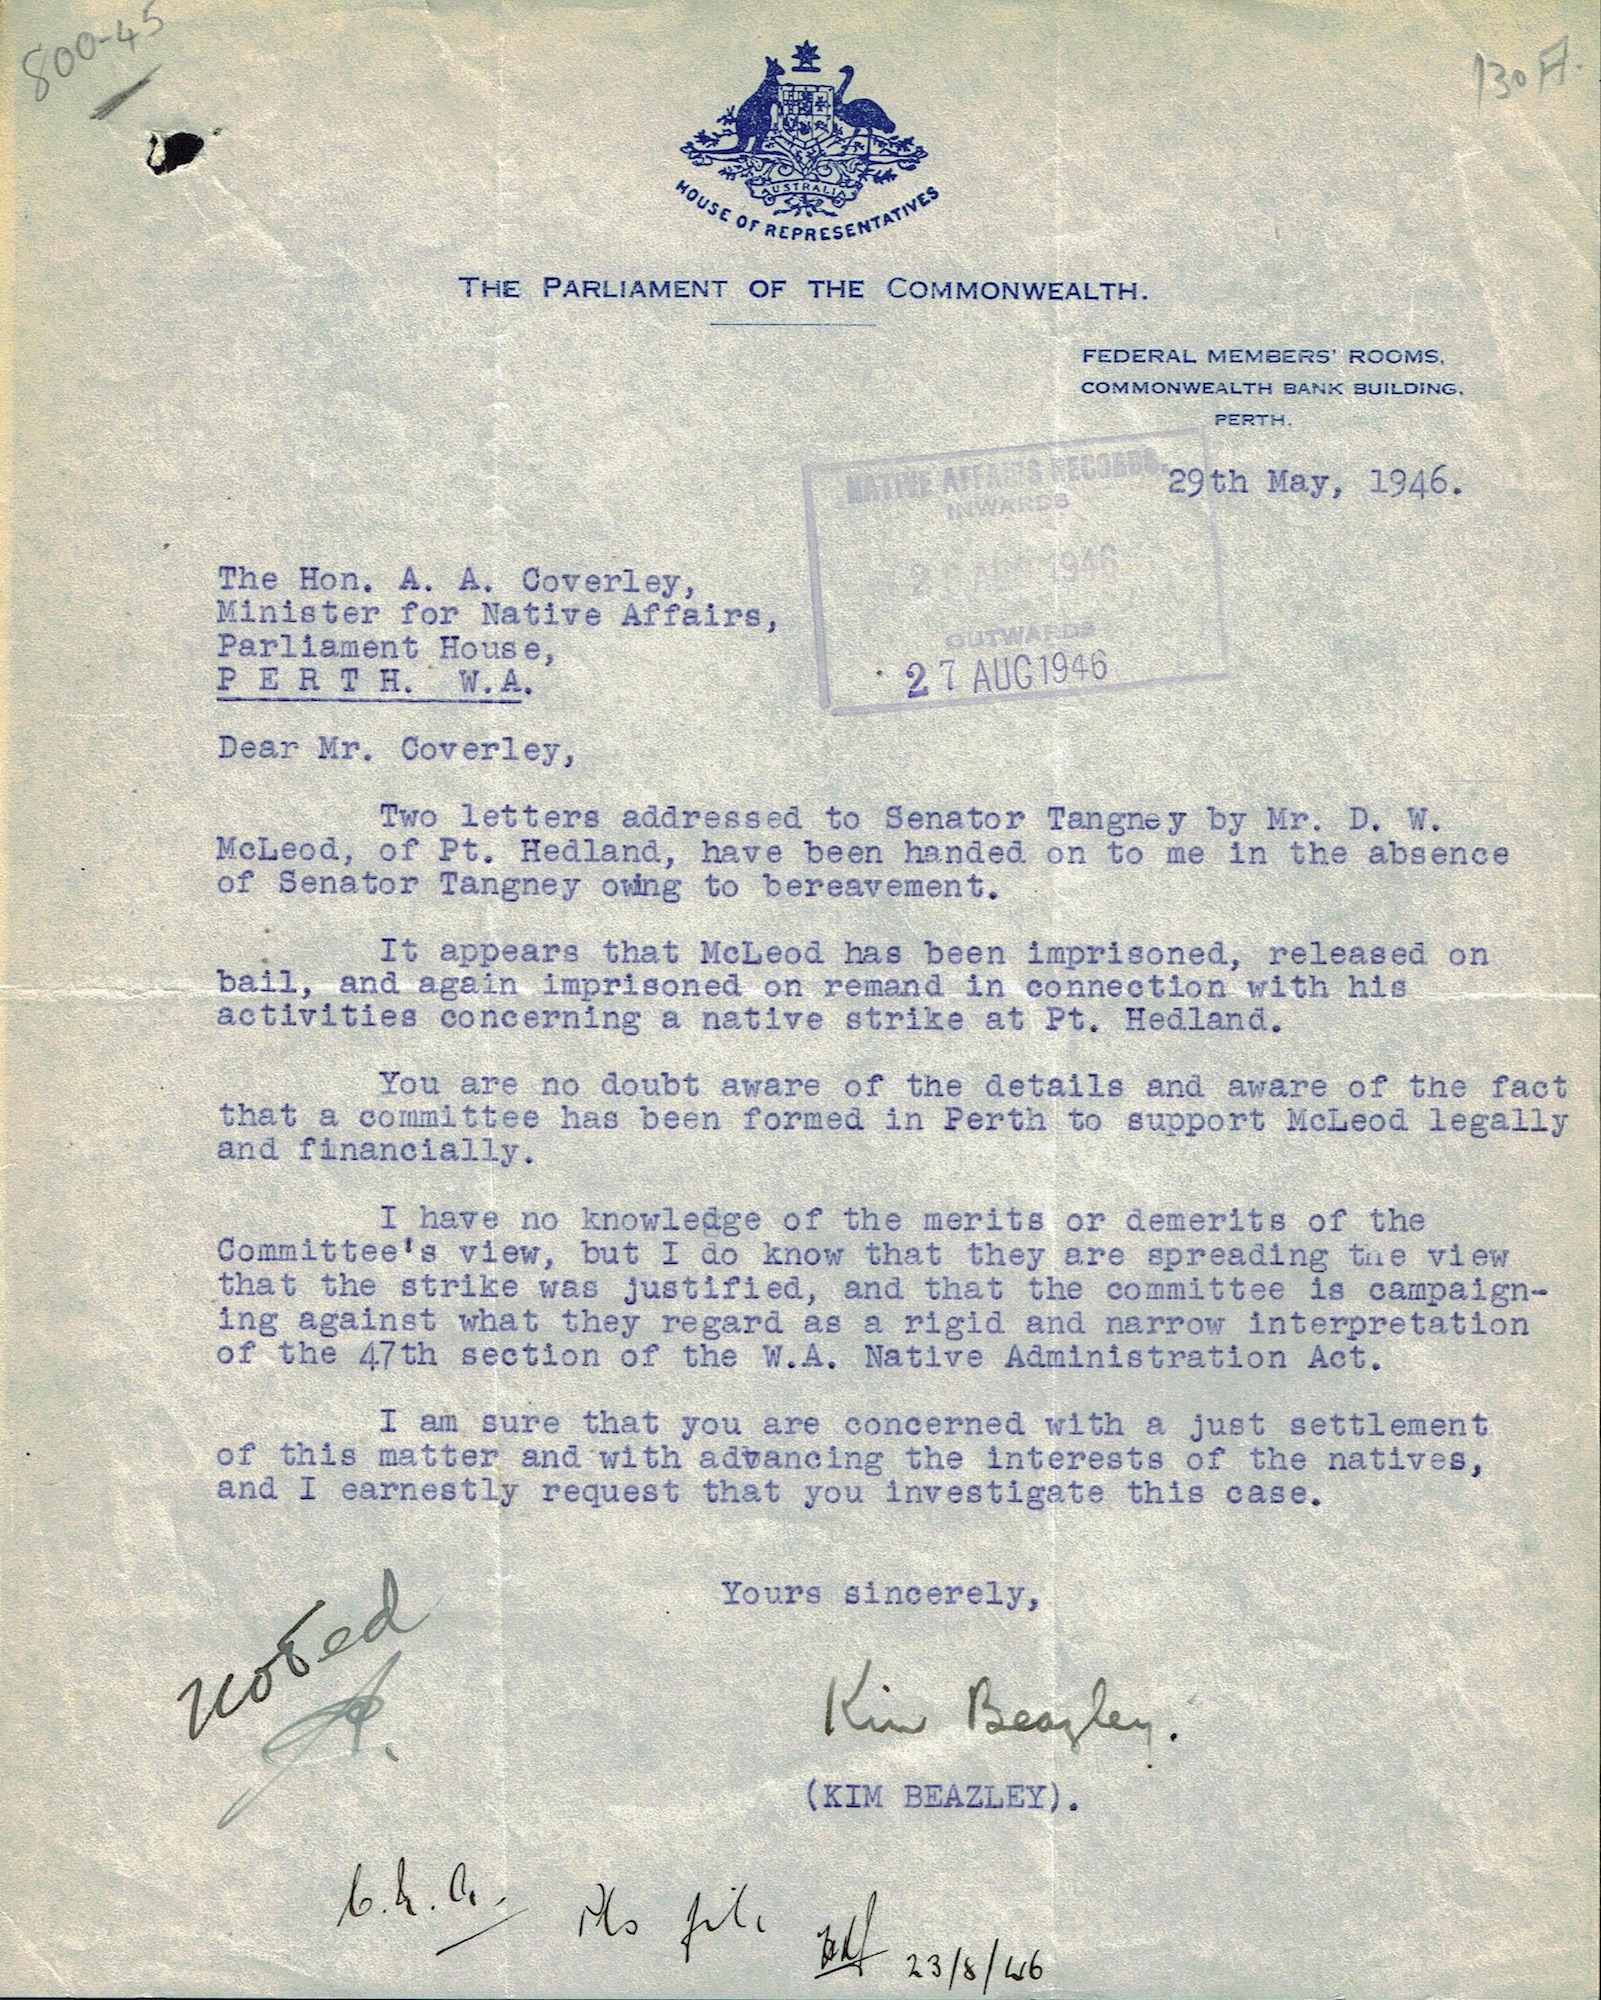 800-45
130 A.
AUSTRALIA
HOUSE OF REPRESENTATIVES
THE PARLIAMENT OF THE COMMONWEALTH.
FEDERAL MEMBERS' ROOMS,
COMMONWEALTH BANK BUILDING,
PERTH.
NATIVE AFFAIRS RECORDS.
29th May, 1946.
INWARDS
AUG 1946
OUTWARDS
27 AUG 1946
The Hon. A. A. Coverley,
Minister for Native Affairs,
Parliament House,
P E R T H. W.A.
Dear Mr. Coverley,
Two letters addressed to Senator Tangney by Mr. D. W.
McLeod, of Pt. Hedland, have been handed on to me in the absence
of Senator Tangney owing to bereavement.
It appears that McLeod has been imprisoned, released on
bail, and again imprisoned on remand in connection with his
activities concerning a native strike at Pt. Hedland.
You are no doubt aware of the details and aware of the fact
that a committee has been formed in Perth to support McLeod legally
and financially.
I have no knowledge of the merits or demerits of the
Committee's view, but I do know that they are spreading the view
that the strike was justified, and that the committee is campaign-
ing against what they regard as a rigid and narrow interpretation
of the 47th section of the W.A. Native Administration Act.
I am sure that you are concerned with a just settlement
of this matter and with advancing the interests of the natives,
and I earnestly request that you investigate this case.
Yours sincerely,
noted
Kim Beazley.
(KIM BEAZLEY).
Pls file
23/8/46